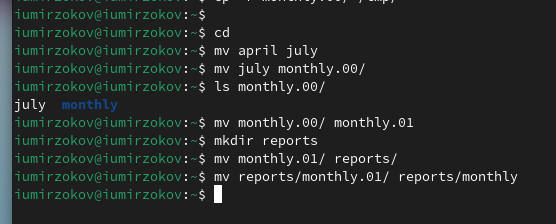 iumirzokov@iumirzokov:~$
iumirzokov@iumirzokov:~$ cd
iumirzokov@iumirzokov:~$ mv april july
iumirzokov@iumirzokov:~$ mv july monthly.00/
iumirzokov@iumirzokov:~$ ls monthly.00/
july monthly
iumirzokov@iumirzokov:~$ mv monthly.00/ monthly.01
iumirzokov@iumirzokov:~$ mkdir reports
iumirzokov@iumirzokov:~$ mv monthly.01/ reports/
iumirzokov@iumirzokov:~$ mv reports/monthly.01/ reports/monthly
iumirzokov@iumirzokov:~$